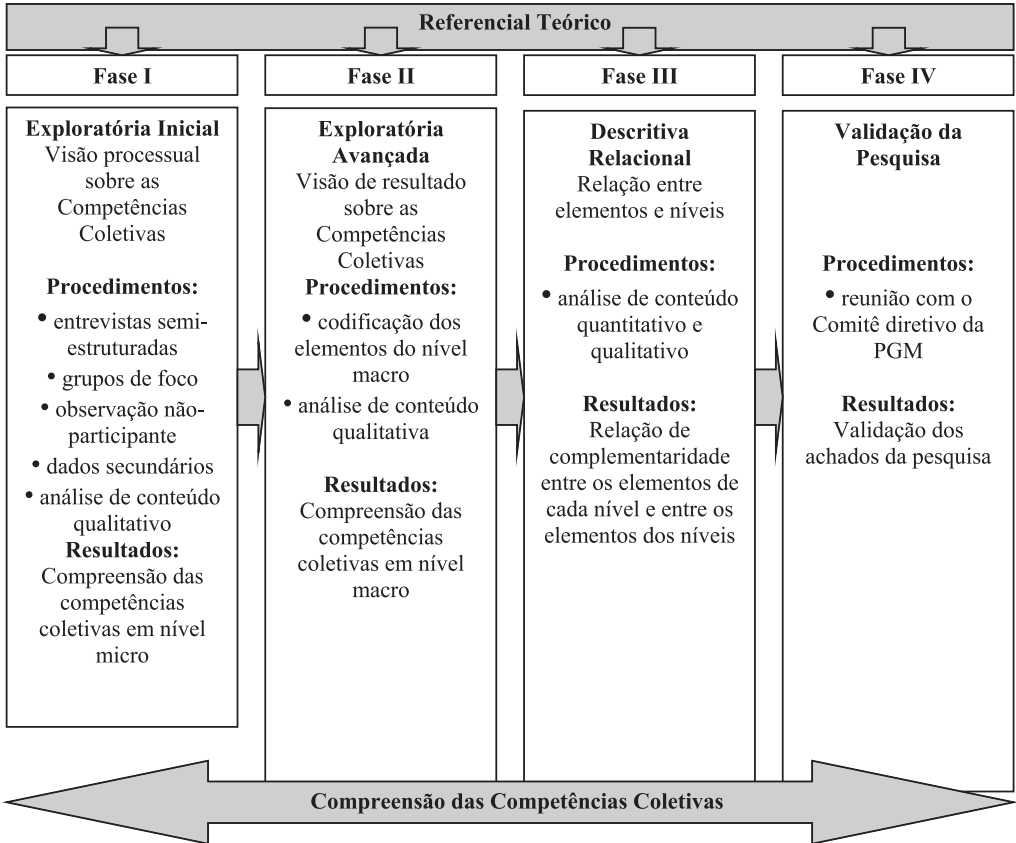 Referencial Teórico
Fase I
Exploratória Inicial
Visão processual
sobre as
Competências
Coletivas
Procedimentos:
• entrevistas semi-
estruturadas
• grupos de foco
• observação não-
participante
• dados secundários
• análise de conteúdo
qualitativo
Resultados:
Compreensão das
competências
coletivas em nível
micro
Fase II
Exploratória
Avançada
Visão de resultado
sobre as
Competências
Coletivas
Procedimentos:
• codificação dos
elementos do nível
macro
• análise de conteúdo
qualitativa
Resultados:
Compreensão das
competências
coletivas em nível
macro
Fase III
Descritiva
Relacional
Relação entre
elementos e níveis
Procedimentos:
• análise de conteúdo
quantitativo e
qualitativo
Resultados:
Relação de
complementaridade
entre os elementos de
cada nível e entre os
elementos dos níveis
Fase IV
Validação da
Pesquisa
Procedimentos:
• reunião com o
Comitê diretivo da
PGM
Resultados:
Validação dos
achados da pesquisa
Compreensão das Competências Coletivas